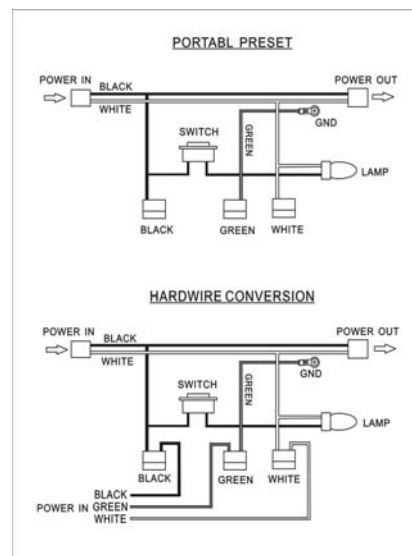 PORTABL PRESET
POWER IN
BLACK
POWER OUT
WHITE
GND
SWITCH
GREEN
LAMP
BLACK
GREEN
WHITE
HARDWIRE CONVERSION
POWER IN
BLACK
POWER OUT
WHITE
GND
SWITCH
GREEN
LAMP
BLACK
GREEN
WHITE
BLACK
POWER IN GREEN
WHITE